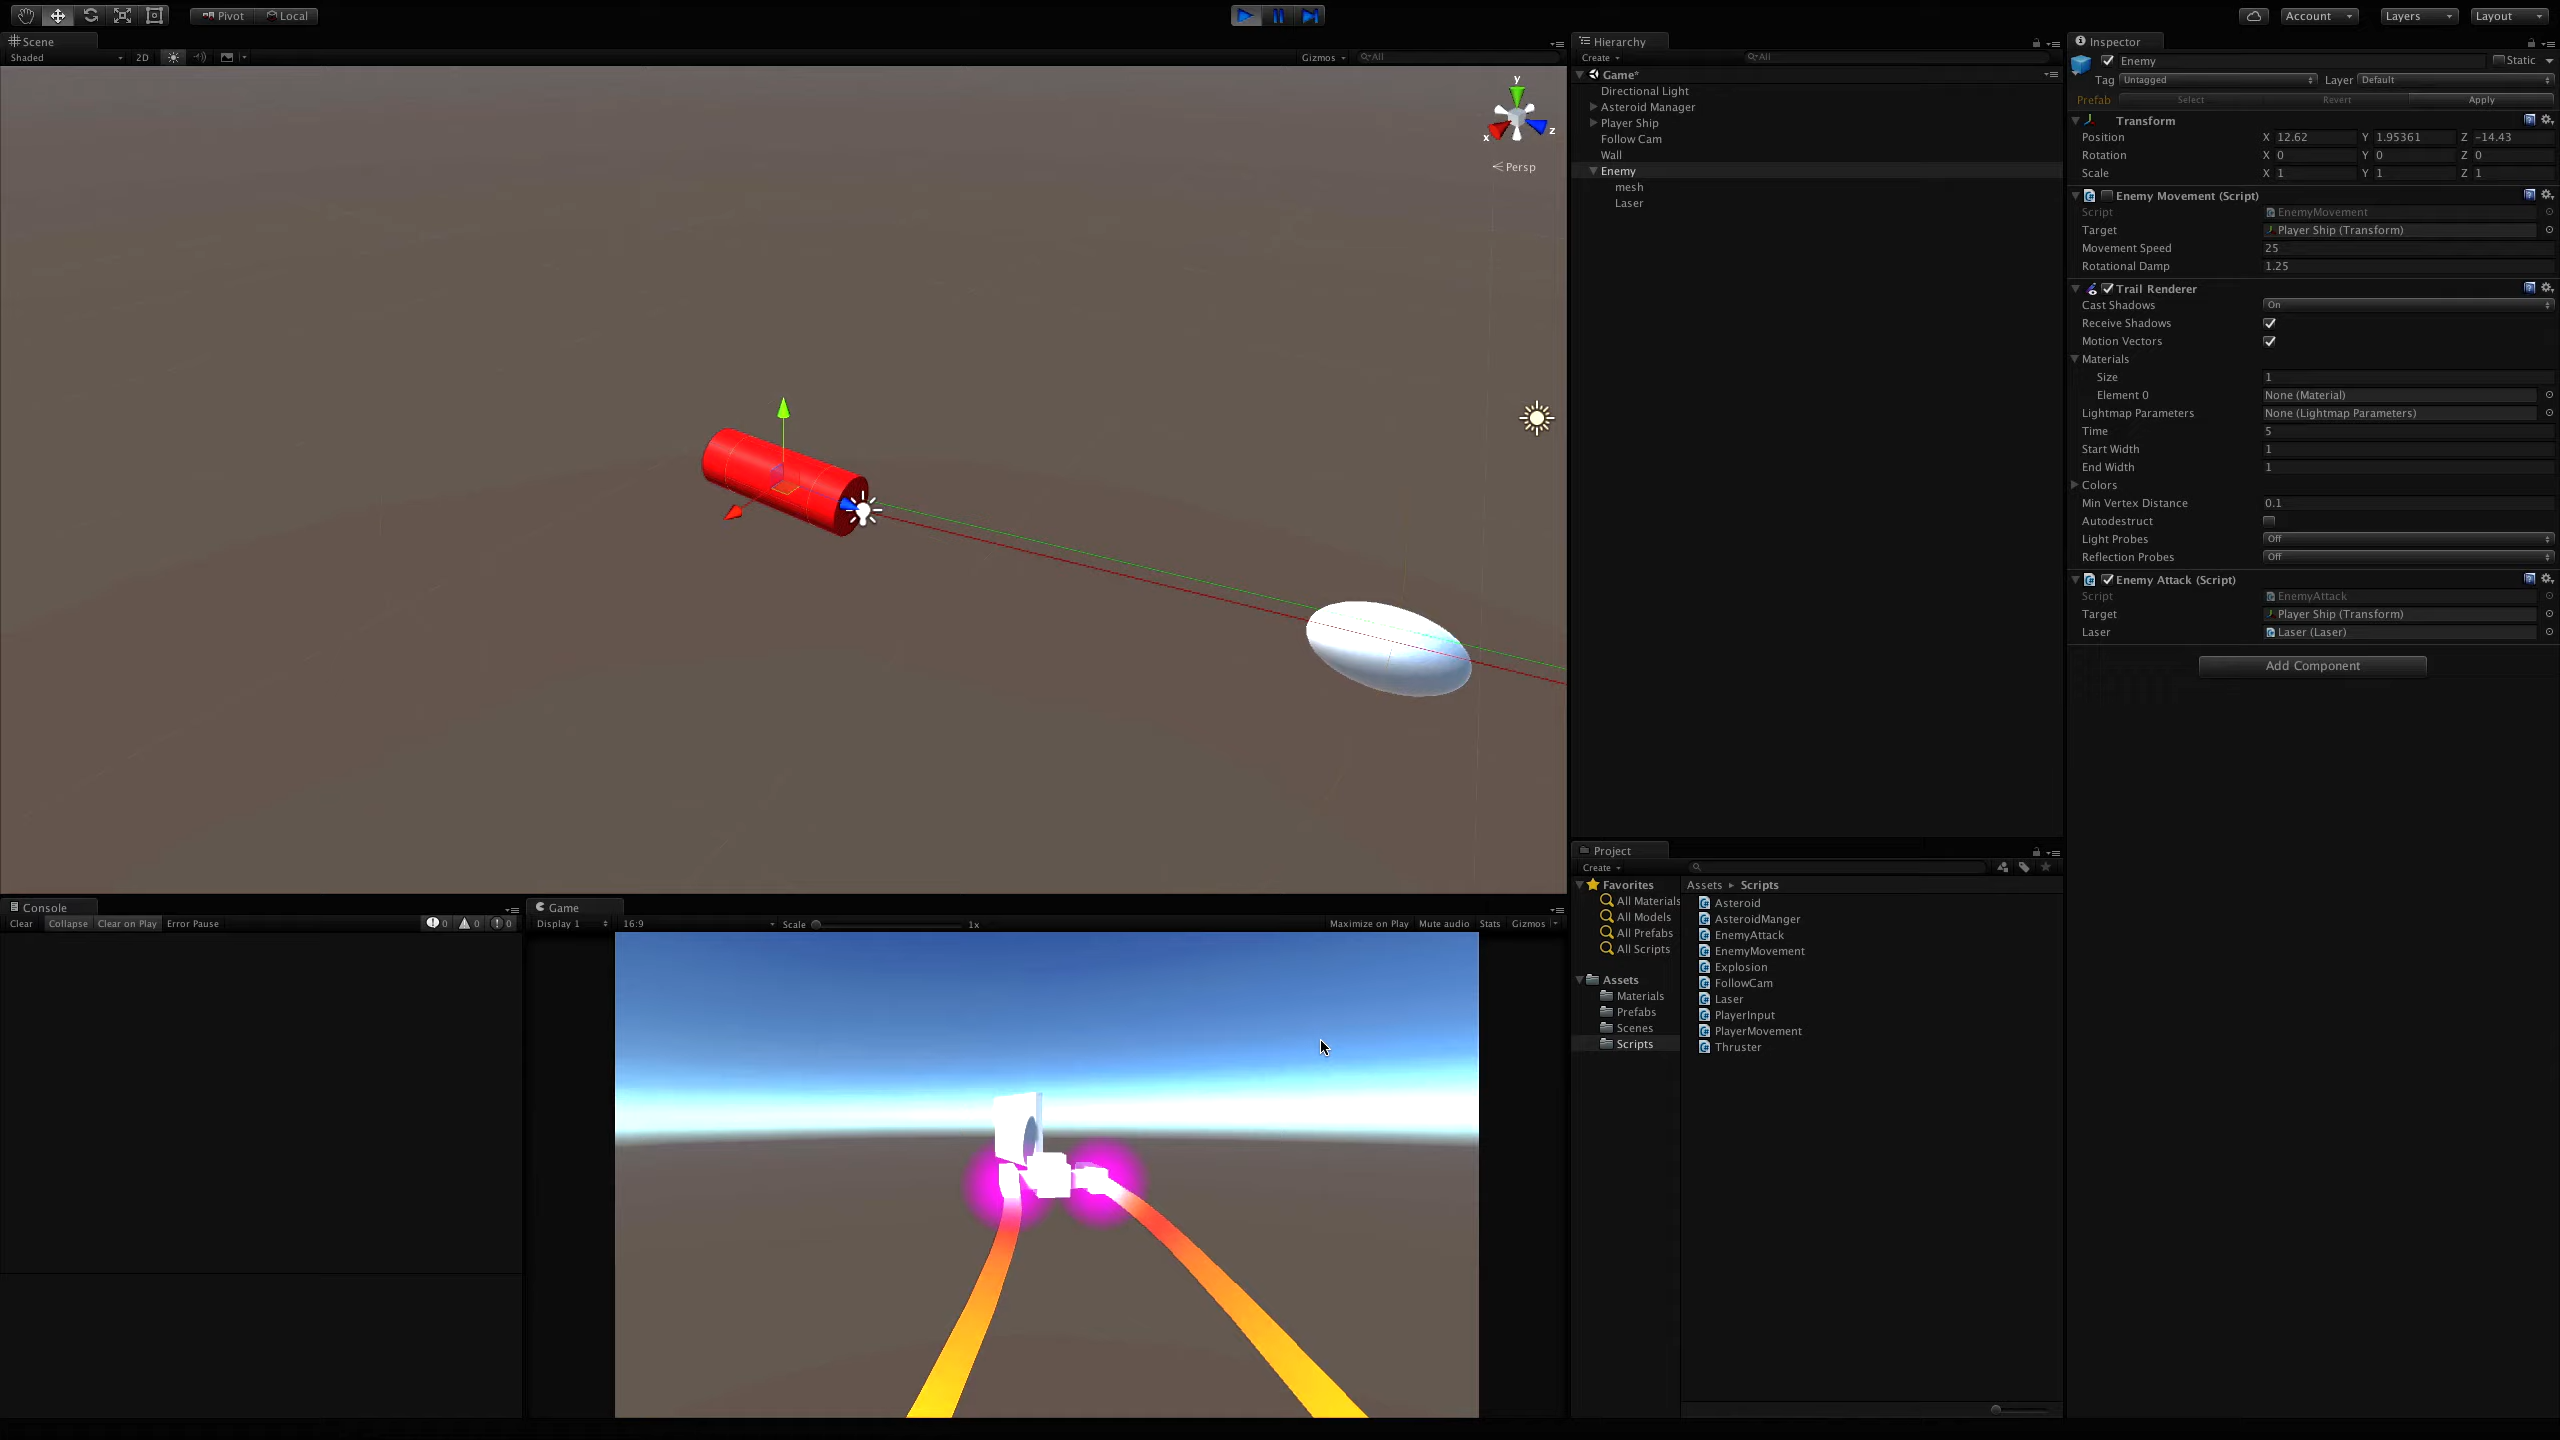 Pivot Local Account Layers Layout
Scene
Shaded 2D Gizmos All
y
x z
Persp
Hierarchy
Create All
Game*
Directional Light
Asteroid Manager
Player Ship
Follow Cam
Wall
Enemy
mesh
Laser
Inspector
Enemy Static
Tag Untagged Layer Default
Prefab Select Revert Apply
Transform
Position X 12.62 Y 1.95361 Z -14.43
Rotation X 0 Y 0 Z 0
Scale X 1 Y 1 Z 1
Enemy Movement (Script)
Script EnemyMovement
Target Player Ship (Transform)
Movement Speed 25
Rotational Damp 1.25
Trail Renderer
Cast Shadows On
Receive Shadows
Motion Vectors
Materials
Size 1
Element 0 None (Material)
Lightmap Parameters None (Lightmap Parameters)
Time 5
Start Width 1
End Width 1
Colors
Min Vertex Distance 0.1
Autodestruct
Light Probes Off
Reflection Probes Off
Enemy Attack (Script)
Script EnemyAttack
Target Player Ship (Transform)
Laser Laser (Laser)
Add Component
Console
Clear Collapse Clear on Play Error Pause 0 0 0
Game
Display 1 16:9 Scale 1x Maximize on Play Mute audio Stats Gizmos
Project
Create
Favorites
All Materials
All Models
All Prefabs
All Scripts
Assets
Materials
Prefabs
Scenes
Scripts
Assets Scripts
Asteroid
AsteroidManger
EnemyAttack
EnemyMovement
Explosion
FollowCam
Laser
PlayerInput
PlayerMovement
Thruster